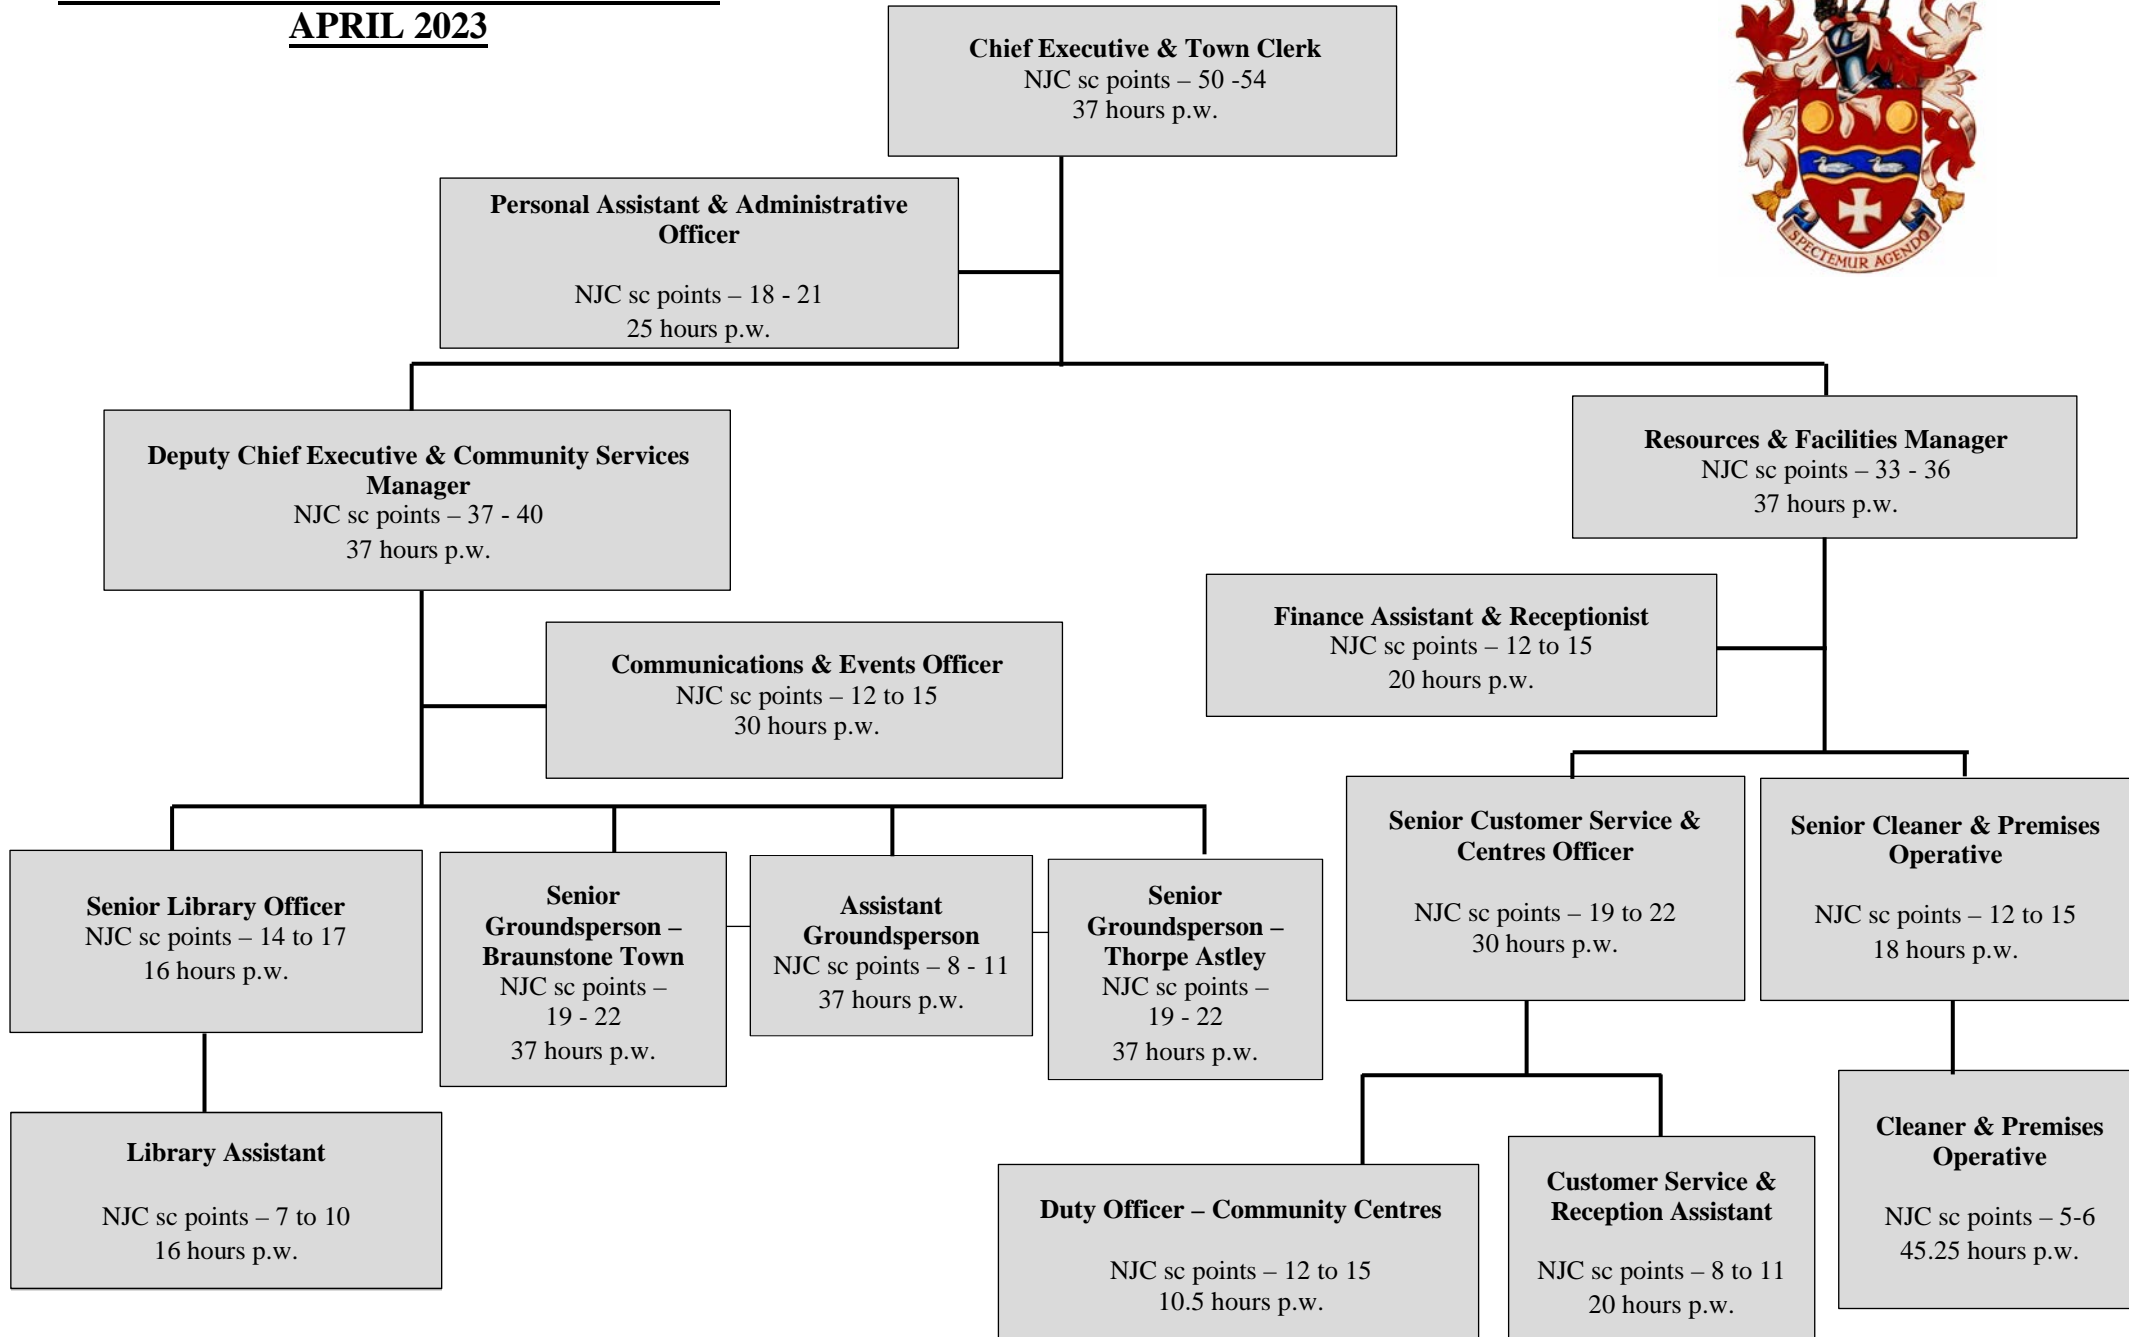 APRIL 2023
Chief Executive & Town Clerk
NJC sc points – 50 -54
37 hours p.w.
SPECTEMUR AGENDO
Personal Assistant & Administrative
Officer
NJC sc points – 18 - 21
25 hours p.w.
Deputy Chief Executive & Community Services
Manager
NJC sc points – 37 - 40
37 hours p.w.
Resources & Facilities Manager
NJC sc points – 33 - 36
37 hours p.w.
Communications & Events Officer
NJC sc points – 12 to 15
30 hours p.w.
Finance Assistant & Receptionist
NJC sc points – 12 to 15
20 hours p.w.
Senior Library Officer
NJC sc points – 14 to 17
16 hours p.w.
Senior
Groundsperson –
Braunstone Town
NJC sc points –
19 - 22
37 hours p.w.
Assistant
Groundsperson
NJC sc points – 8 - 11
37 hours p.w.
Senior
Groundsperson –
Thorpe Astley
NJC sc points –
19 - 22
37 hours p.w.
Senior Customer Service &
Centres Officer
NJC sc points – 19 to 22
30 hours p.w.
Senior Cleaner & Premises
Operative
NJC sc points – 12 to 15
18 hours p.w.
Library Assistant
NJC sc points – 7 to 10
16 hours p.w.
Duty Officer – Community Centres
NJC sc points – 12 to 15
10.5 hours p.w.
Customer Service &
Reception Assistant
NJC sc points – 8 to 11
20 hours p.w.
Cleaner & Premises
Operative
NJC sc points – 5-6
45.25 hours p.w.